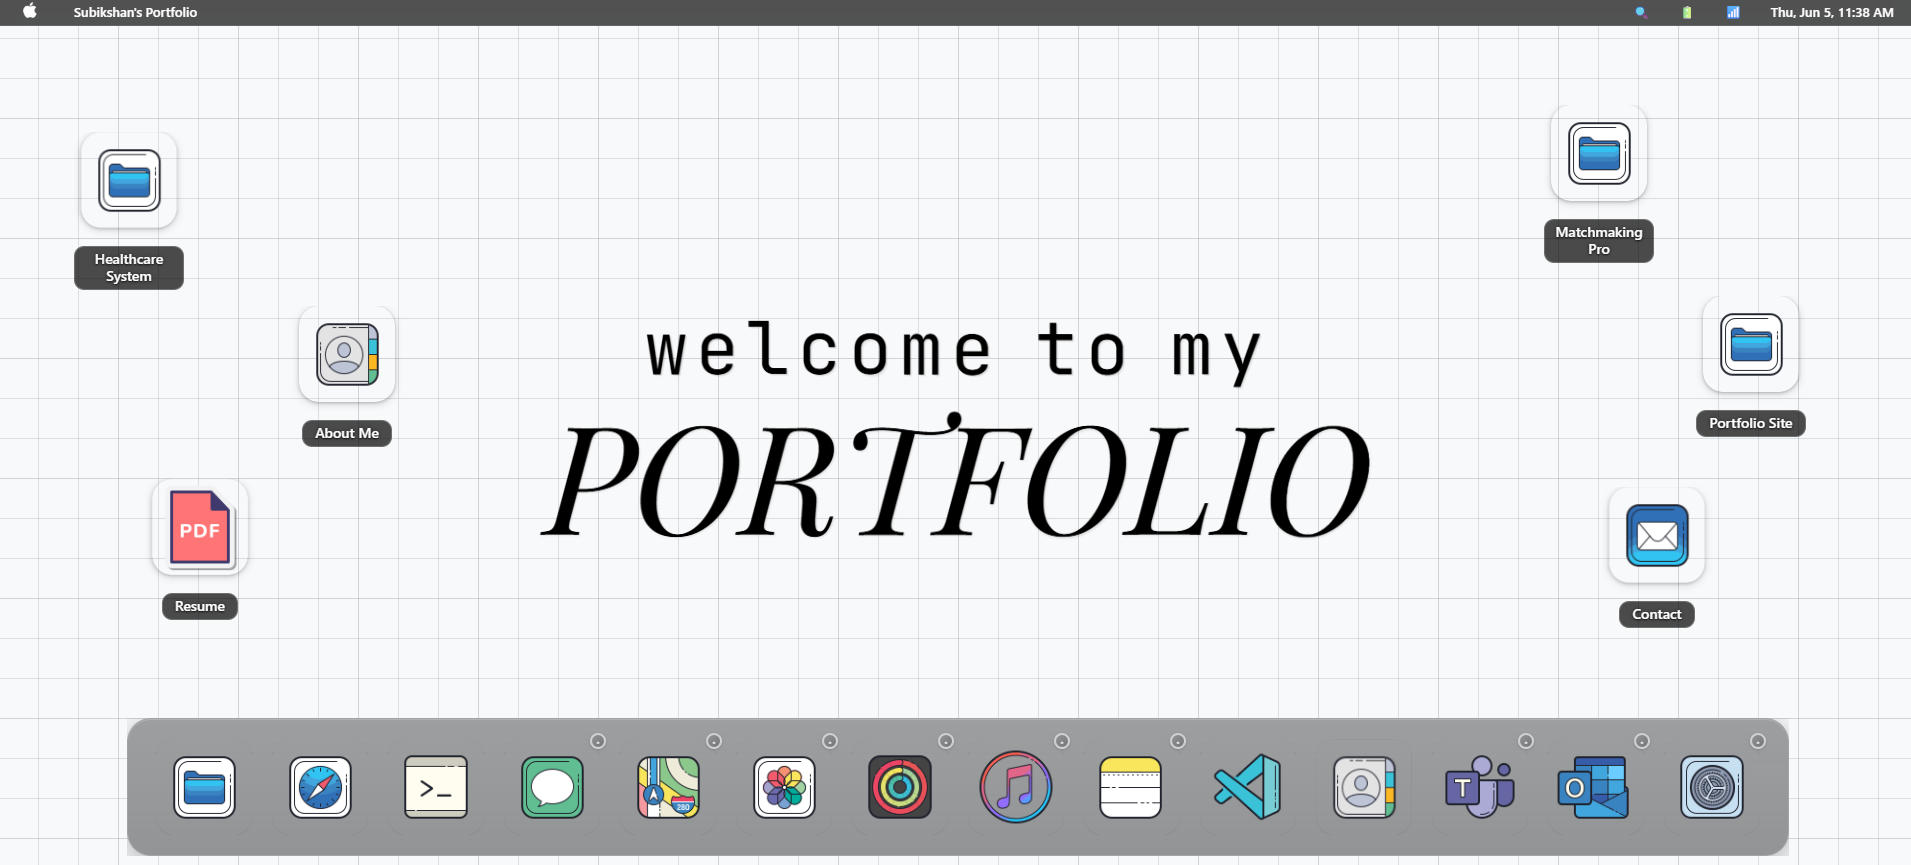 Subikshan's Portfolio
Thu, Jun 5, 11:38 AM
Healthcare
System
Matchmaking
Pro
About Me
Portfolio Site
welcome to my
PORTFOLIO
PDF
Resume
Contact
>_
280
T
O